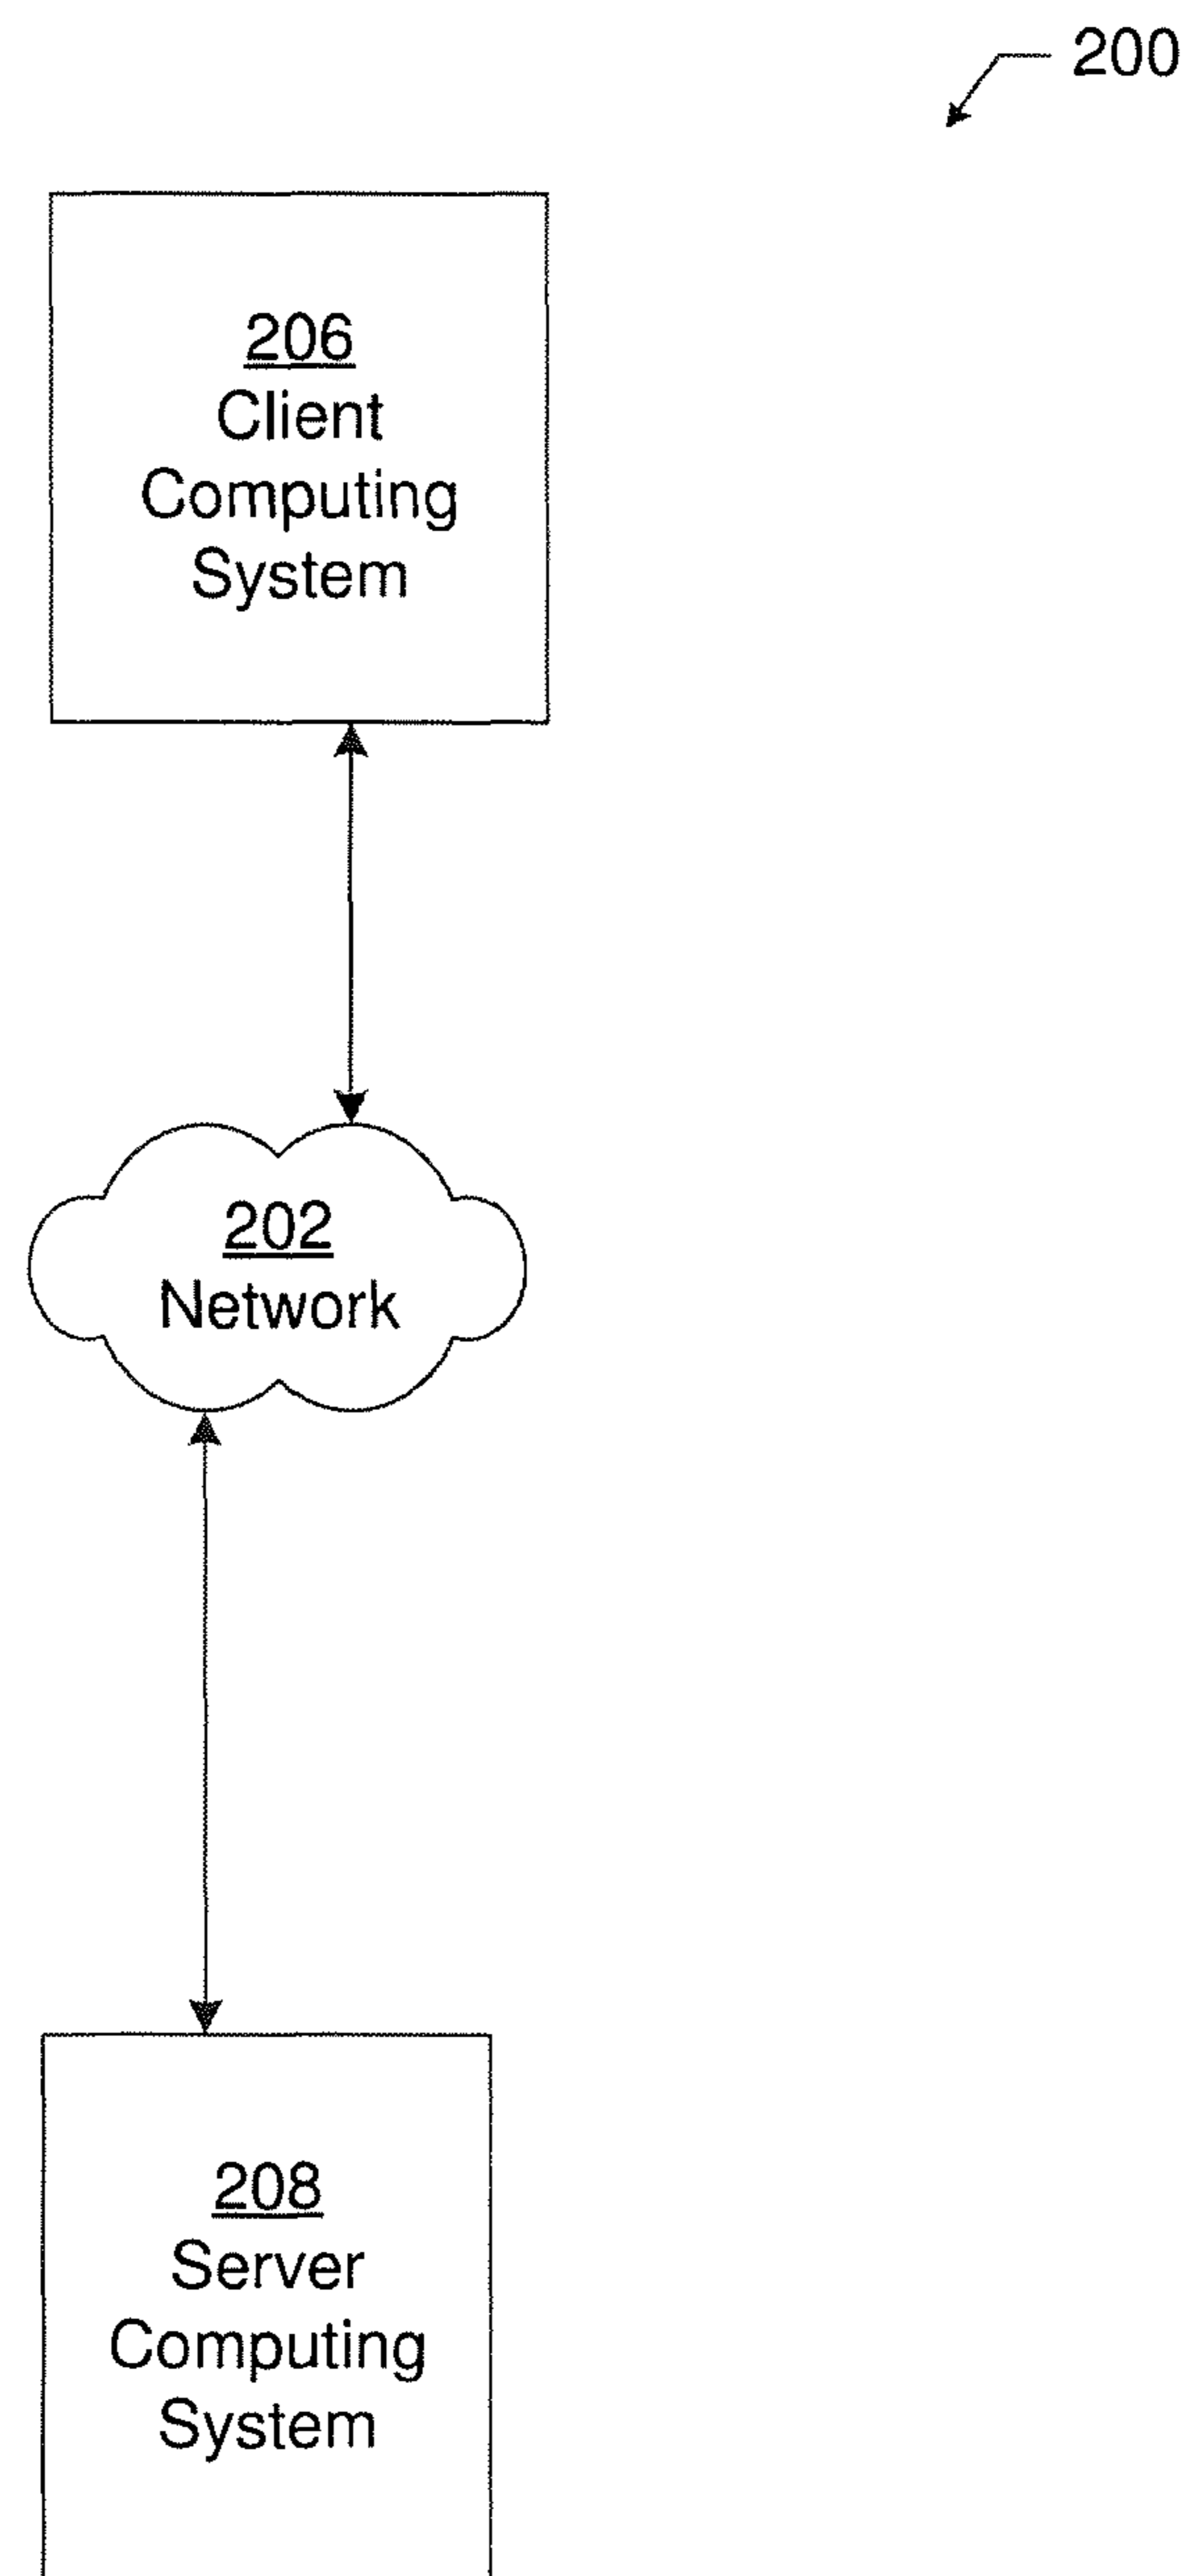 200
206
Client
Computing
System
202
Network
208
Server
Computing
System